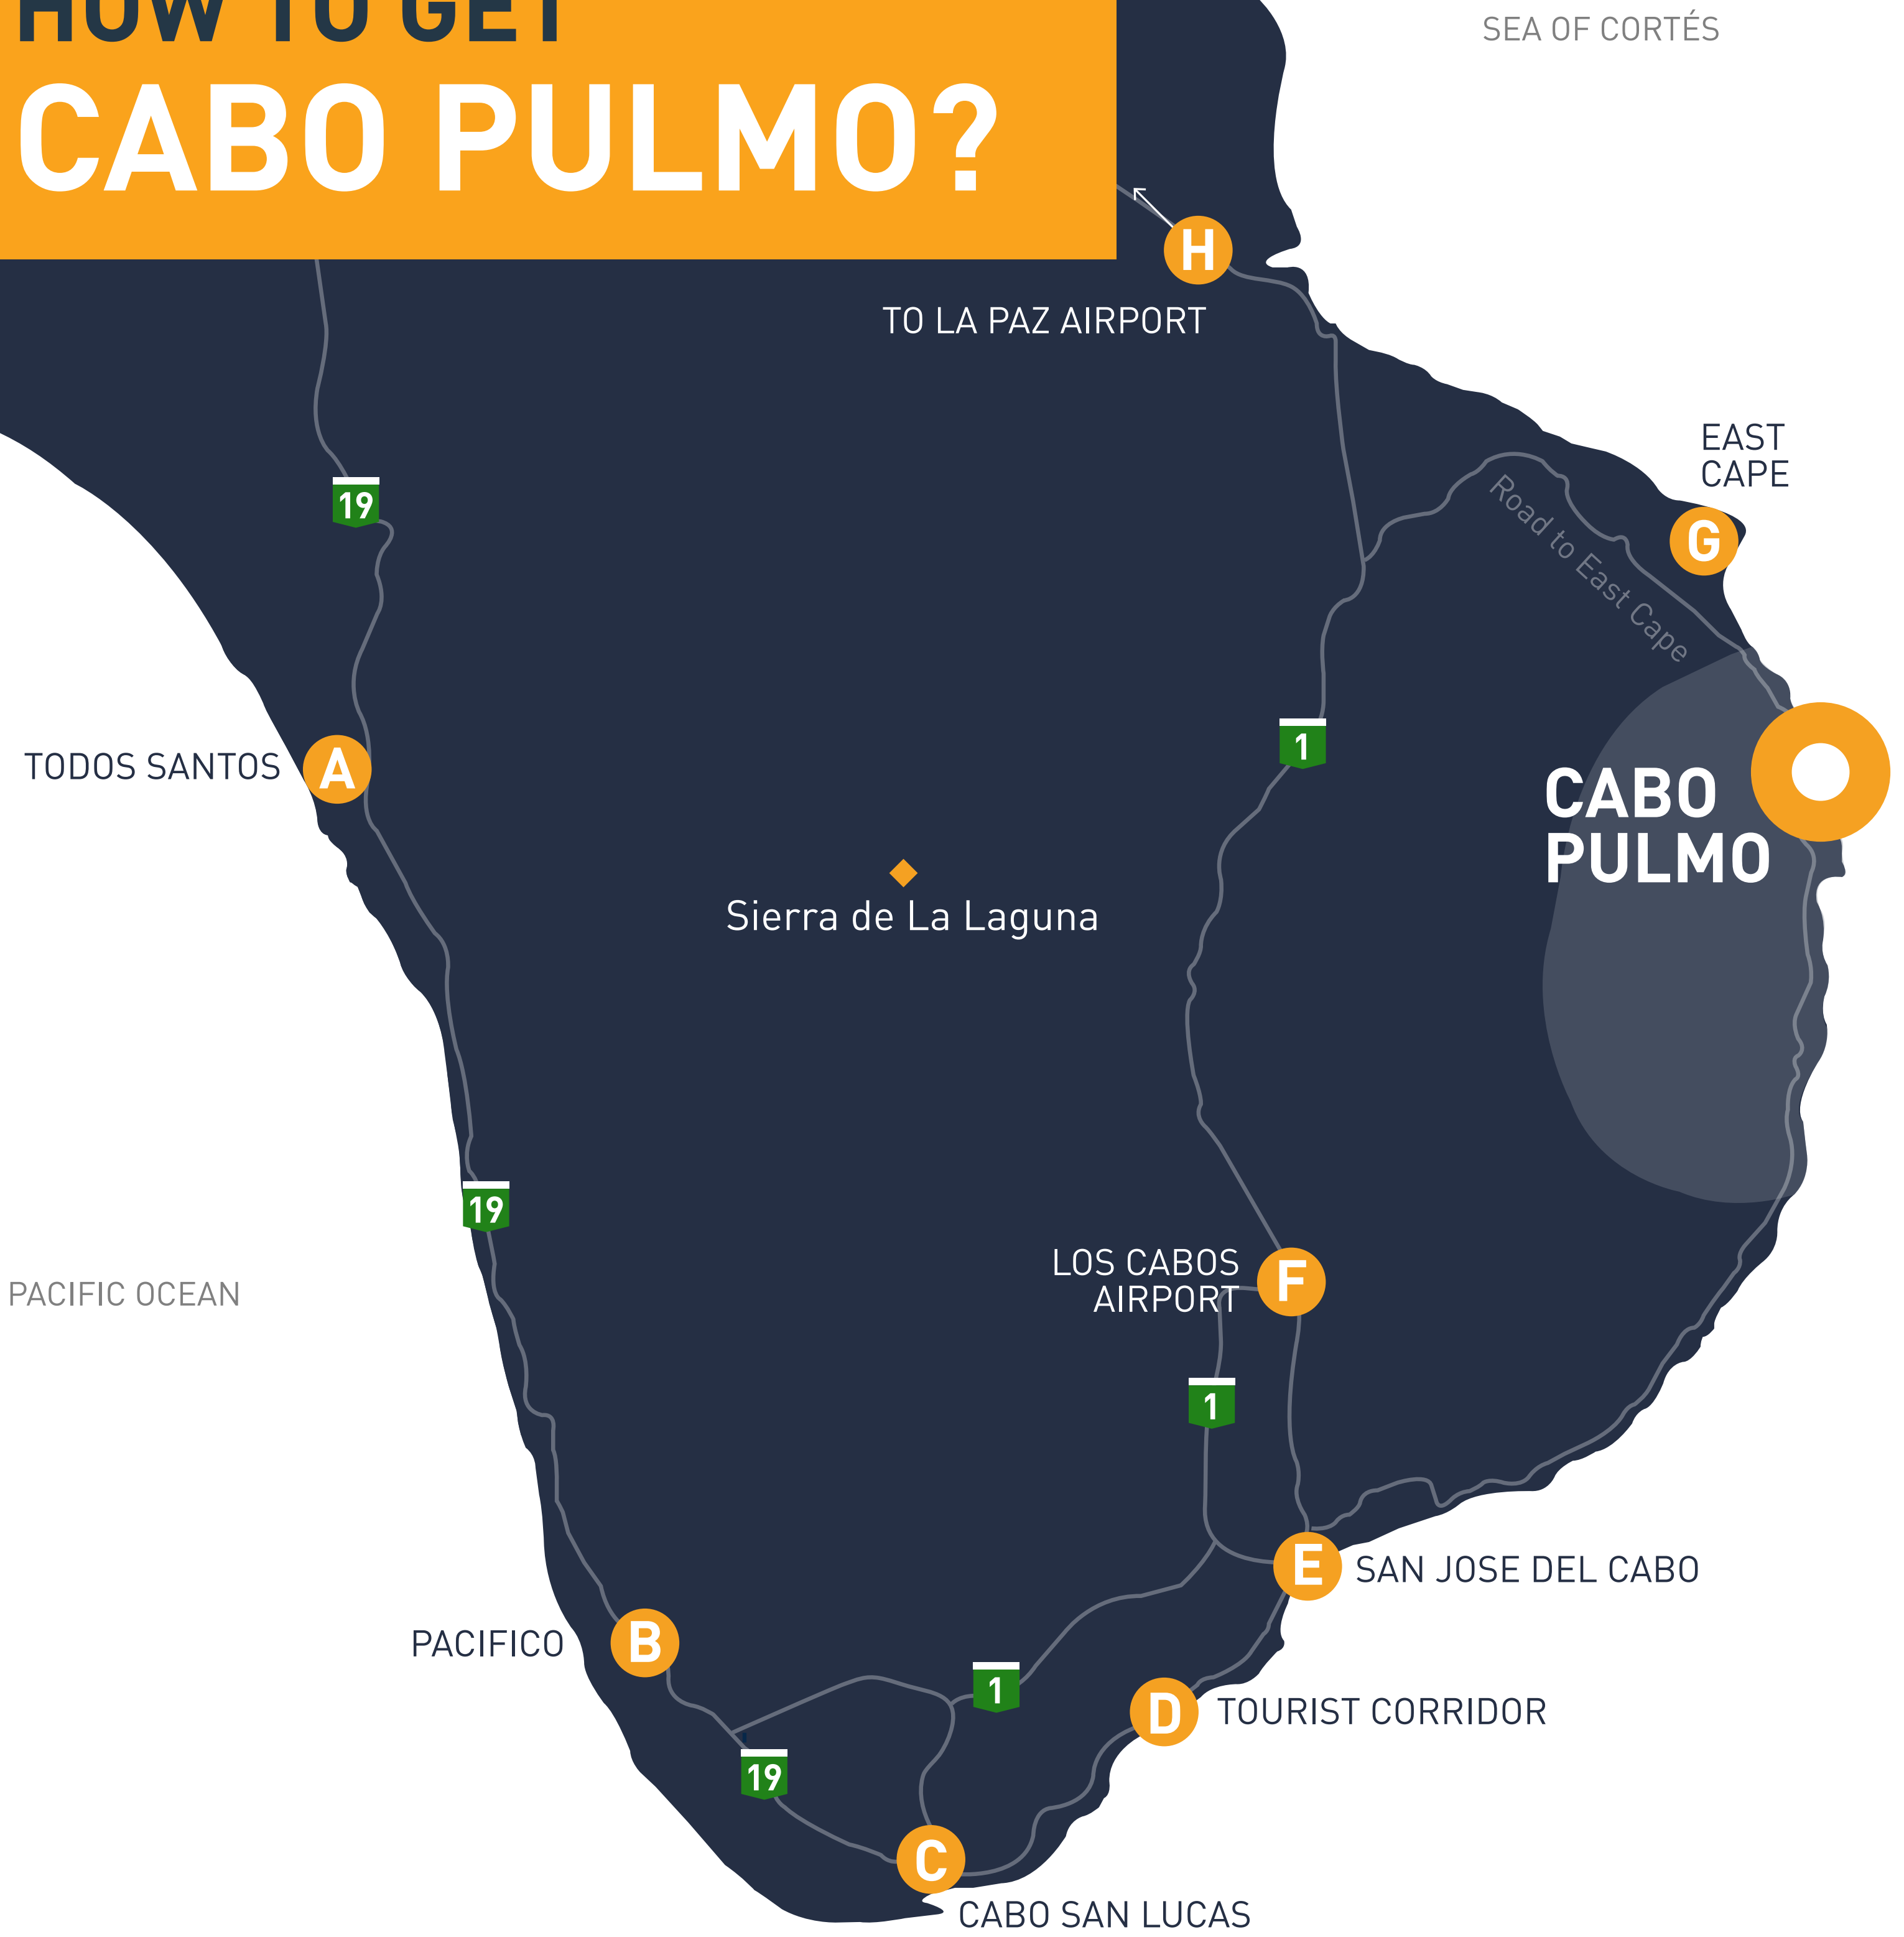 HOW TO GET
CABO PULMO?
SEA OF CORTÉS
H
TO LA PAZ AIRPORT
EAST
CAPE
G
Road to East Cape
19
1
TODOS SANTOS
A
CABO
PULMO
Sierra de La Laguna
19
PACIFIC OCEAN
LOS CABOS
AIRPORT
F
1
E
SAN JOSE DEL CABO
PACIFICO
B
1
D
TOURIST CORRIDOR
19
C
CABO SAN LUCAS